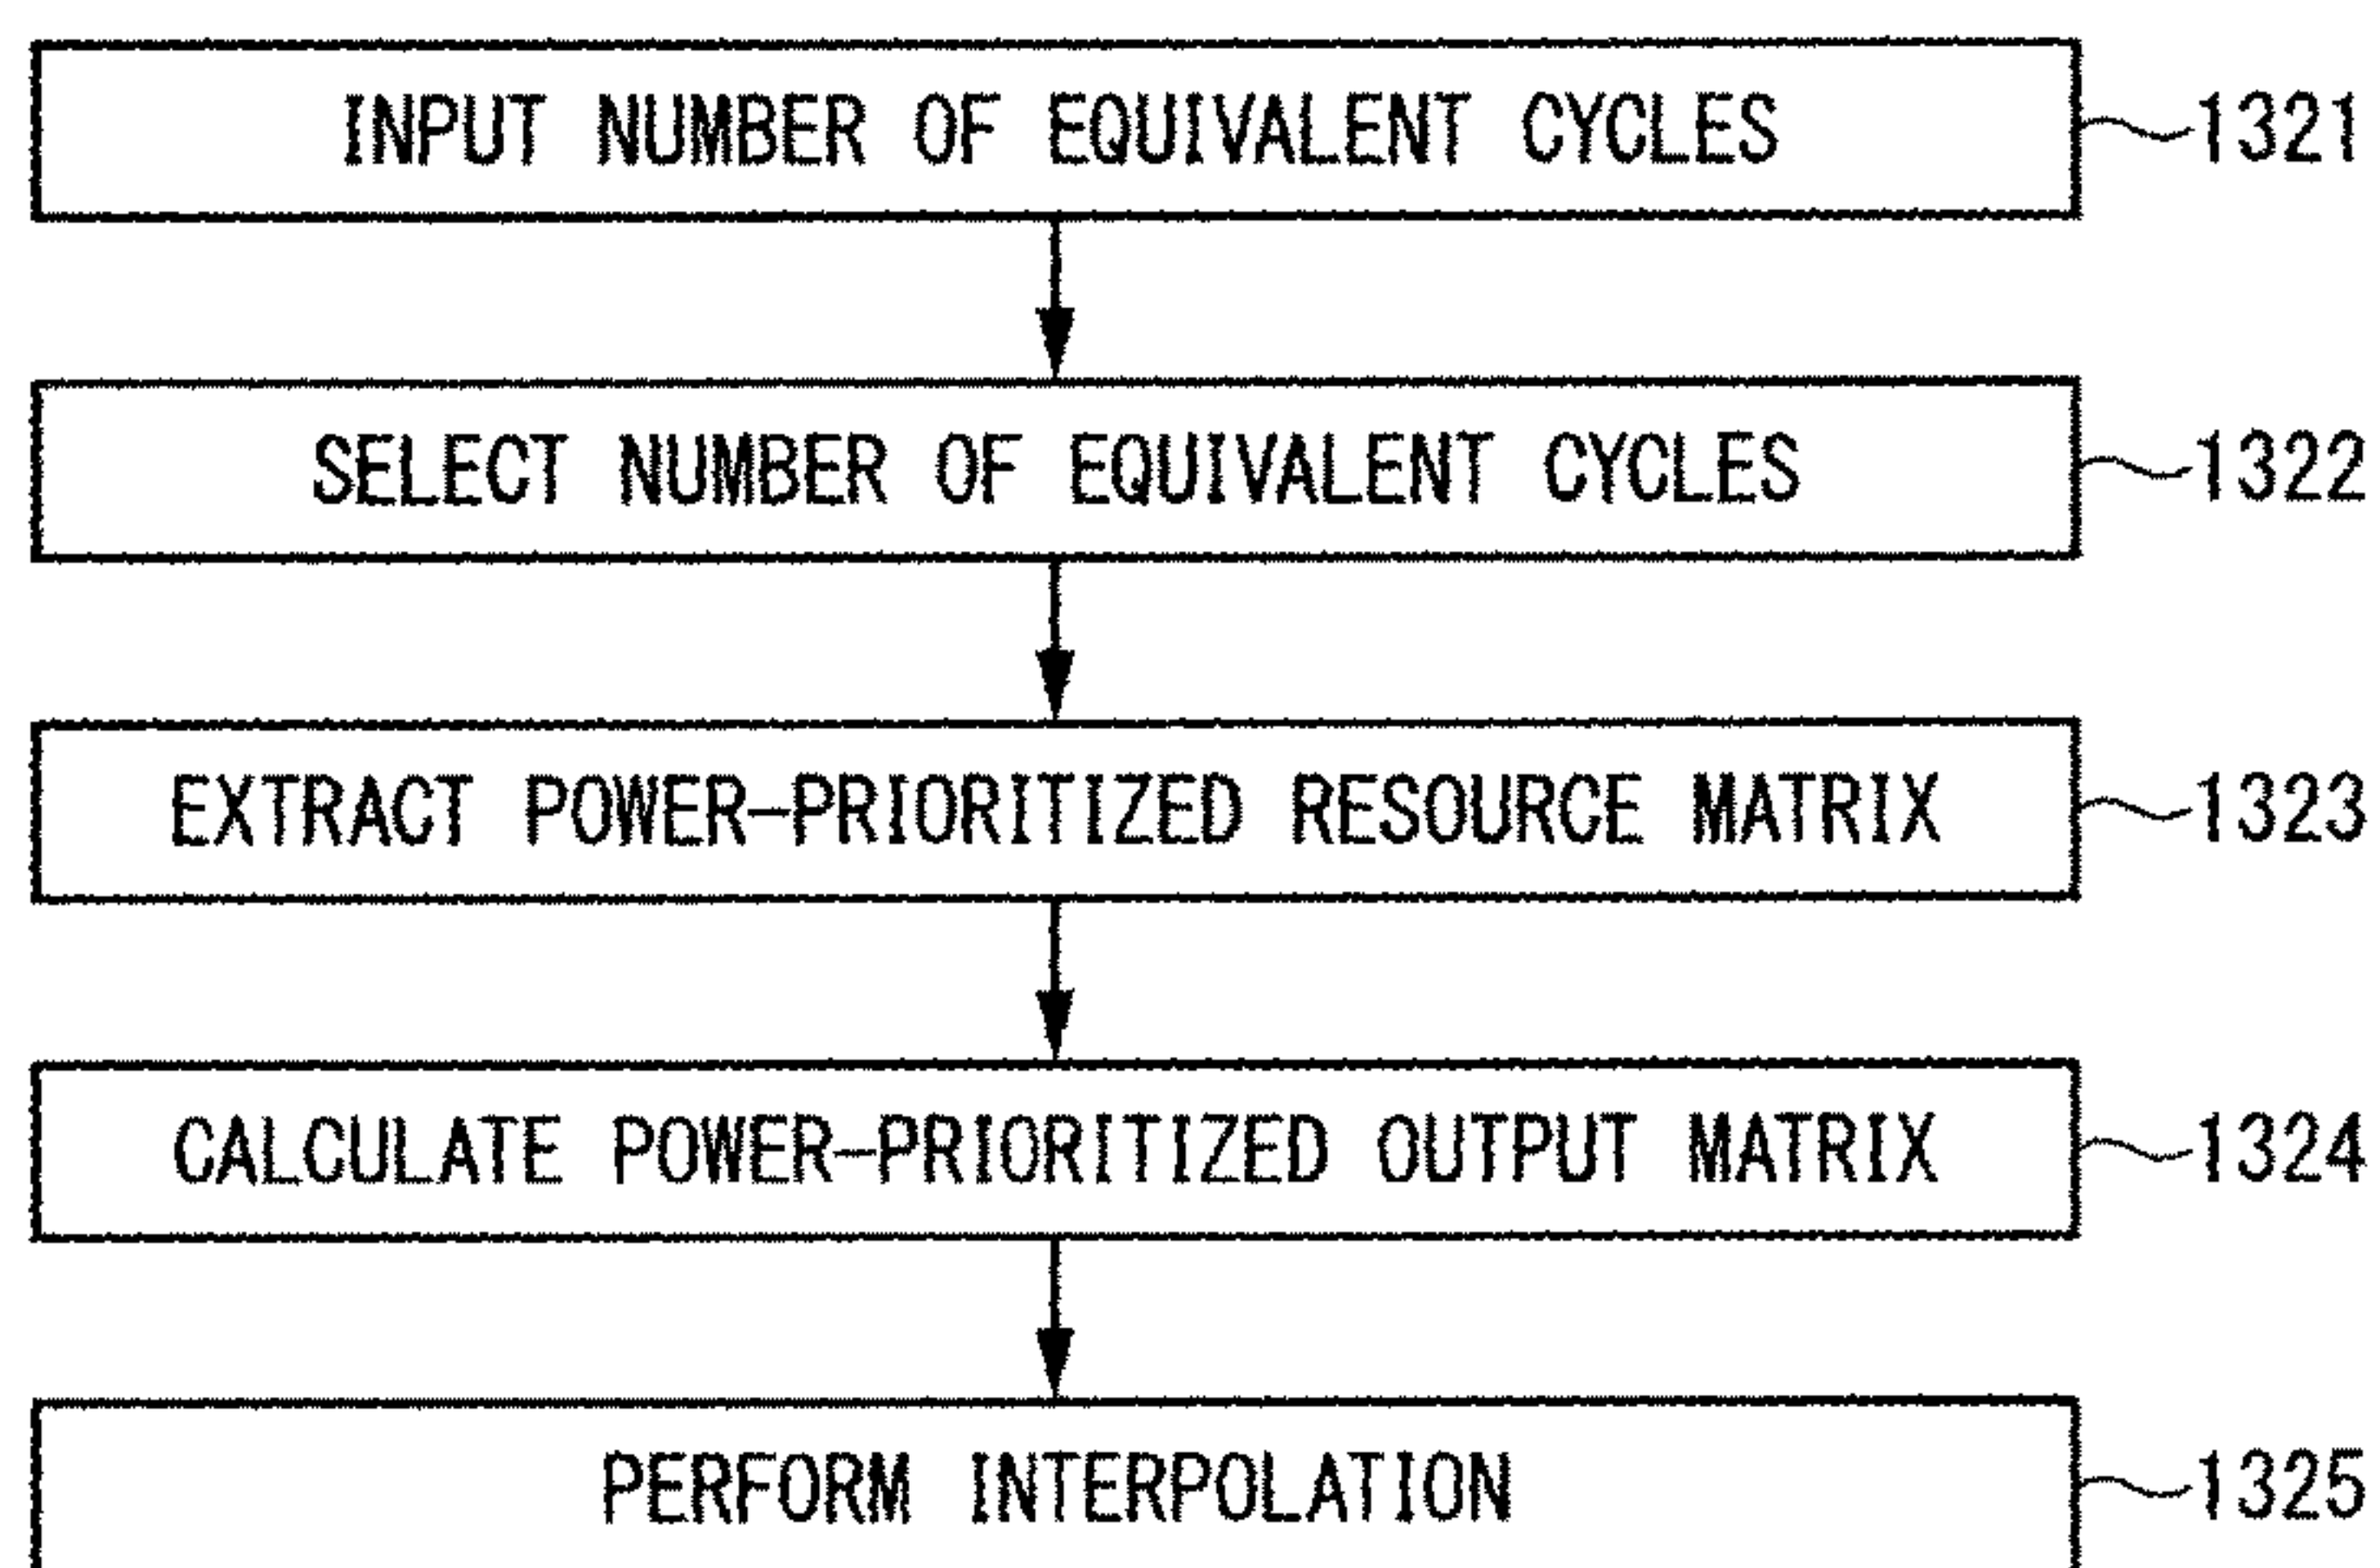 INPUT NUMBER OF EQUIVALENT CYCLES 1321
SELECT NUMBER OF EQUIVALENT CYCLES 1322
EXTRACT POWER-PRIORITIZED RESOURCE MATRIX 1323
CALCULATE POWER-PRIORITIZED OUTPUT MATRIX 1324
PERFORM INTERPOLATION 1325